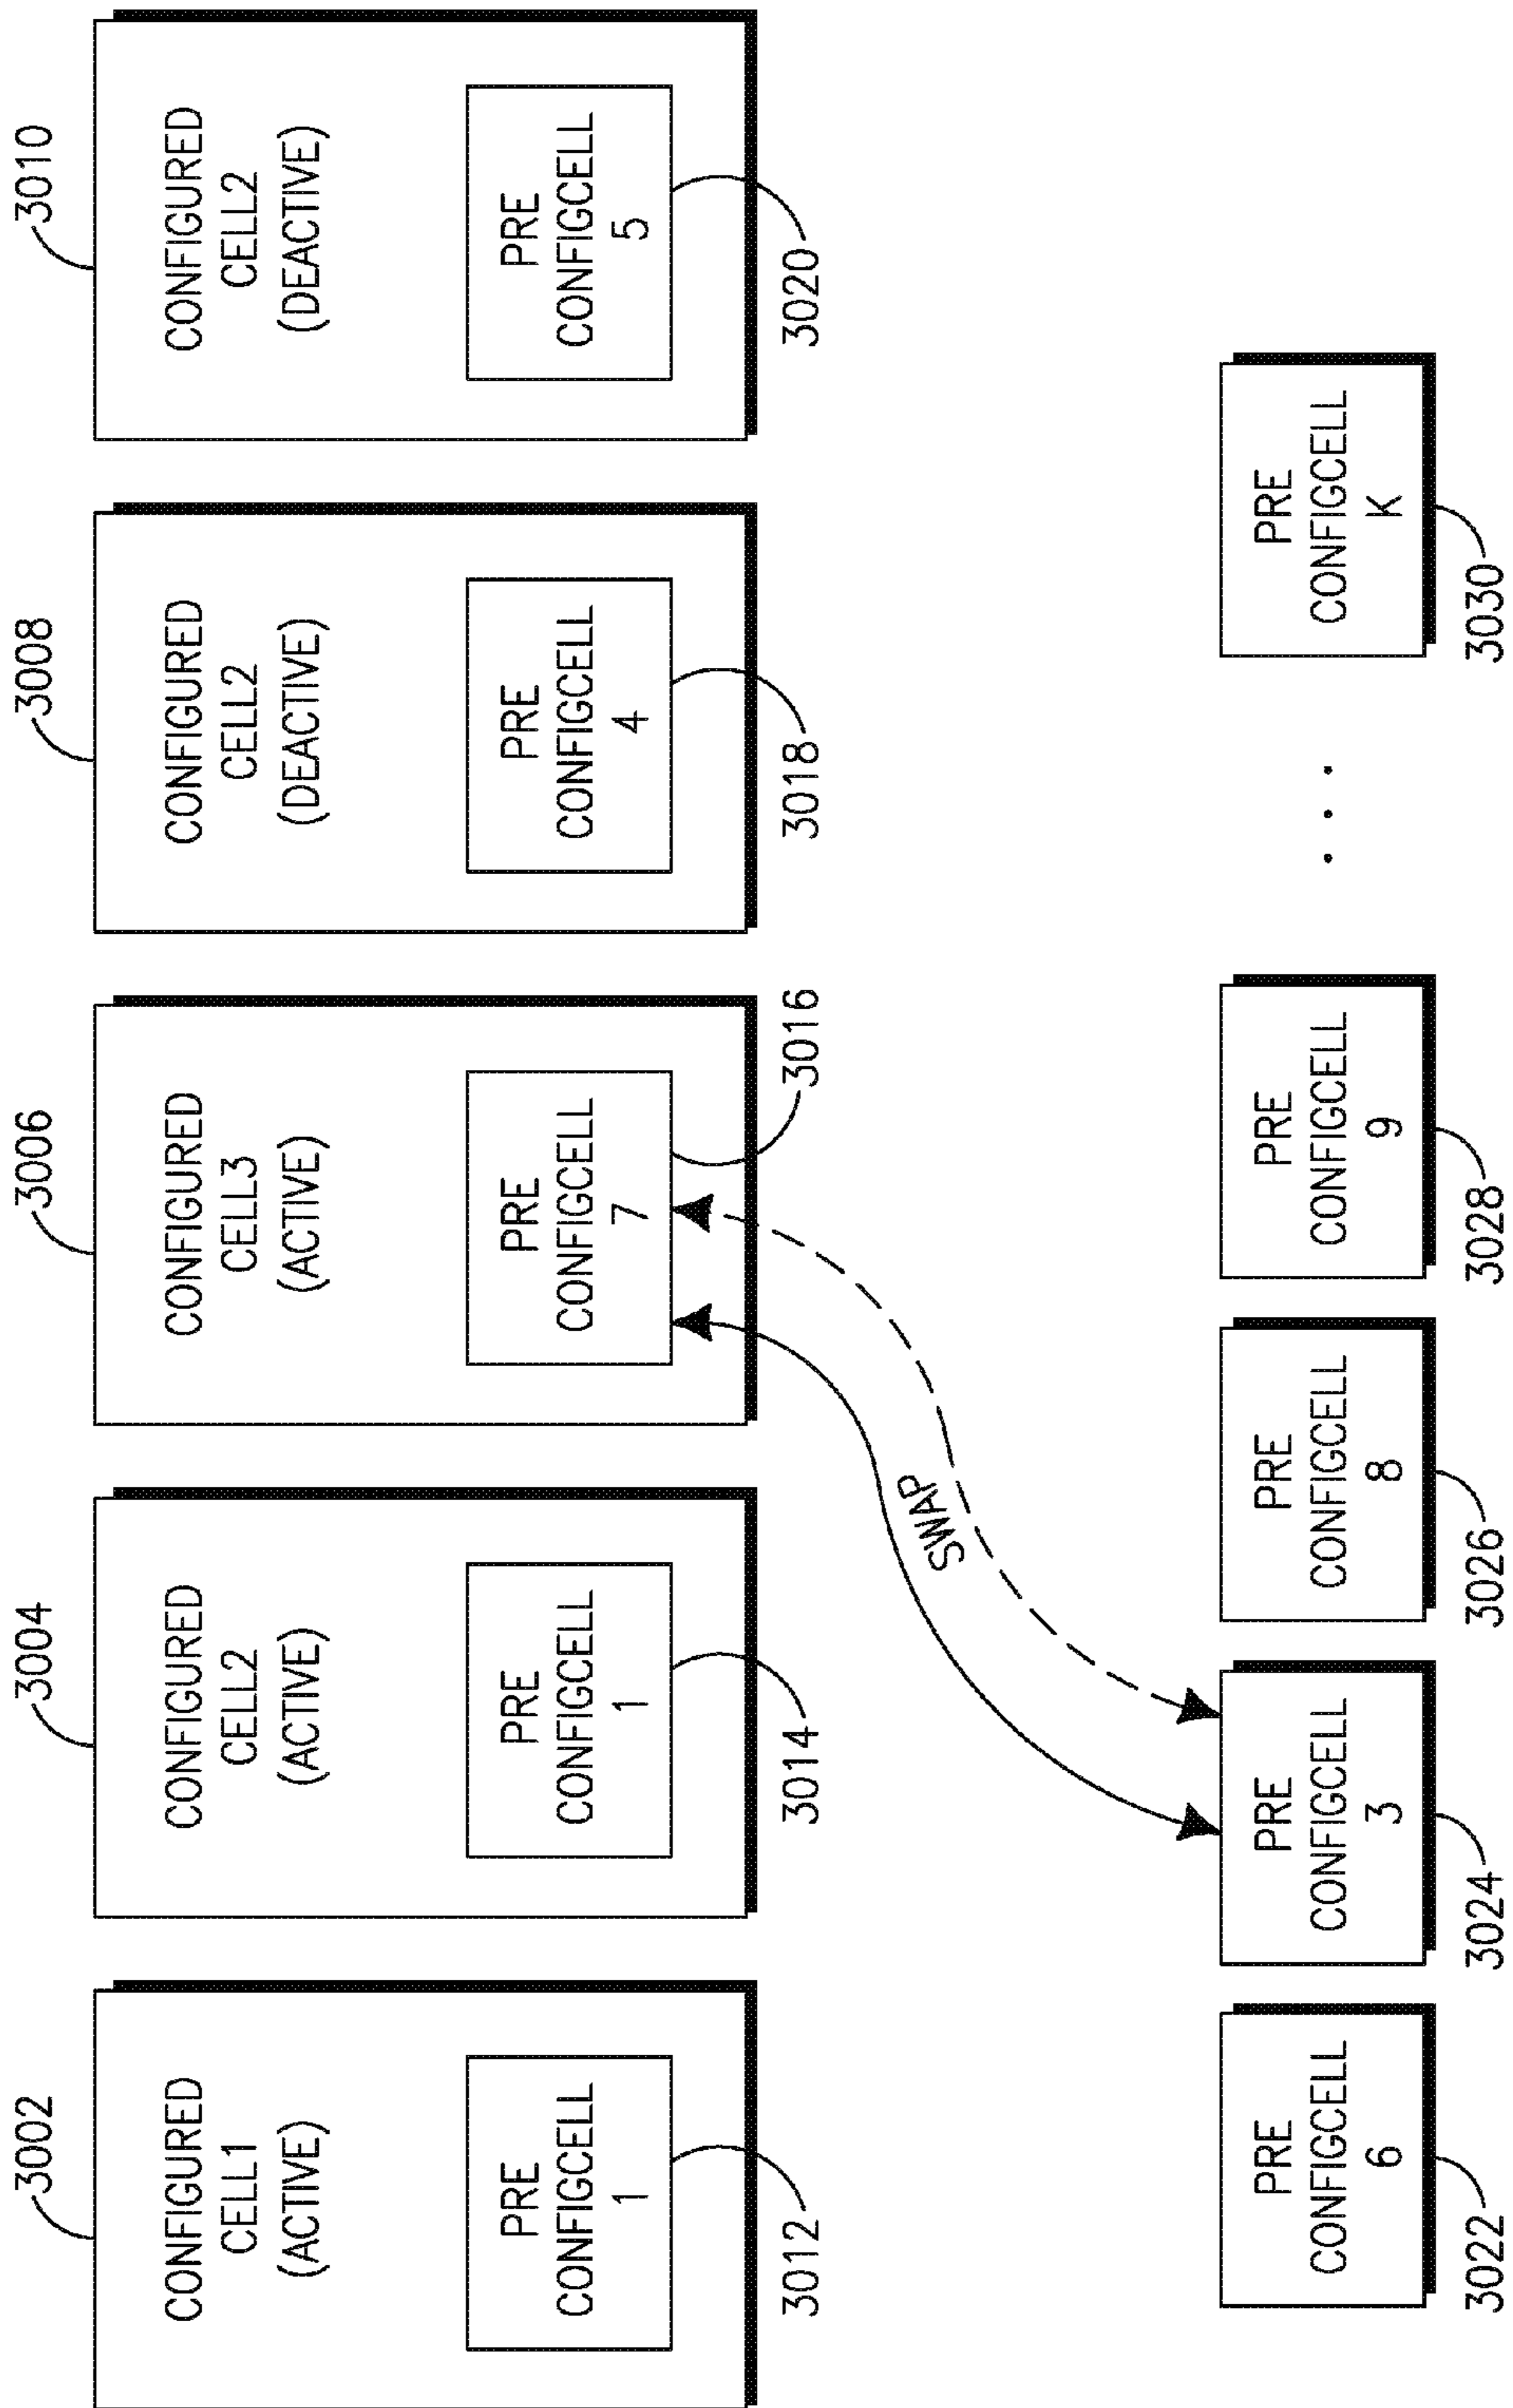 3002
CONFIGURED
CELL1
(ACTIVE)
PRE
CONFIGCELL
1
3012
3004
CONFIGURED
CELL2
(ACTIVE)
PRE
CONFIGCELL
1
3014
3006
CONFIGURED
CELL3
(ACTIVE)
PRE
CONFIGCELL
7
3016
3008
CONFIGURED
CELL2
(DEACTIVE)
PRE
CONFIGCELL
4
3018
3010
CONFIGURED
CELL2
(DEACTIVE)
PRE
CONFIGCELL
5
3020
SWAP
PRE
CONFIGCELL
6
3022
PRE
CONFIGCELL
3
3024
PRE
CONFIGCELL
8
3026
PRE
CONFIGCELL
9
3028
. . .
PRE
CONFIGCELL
K
3030